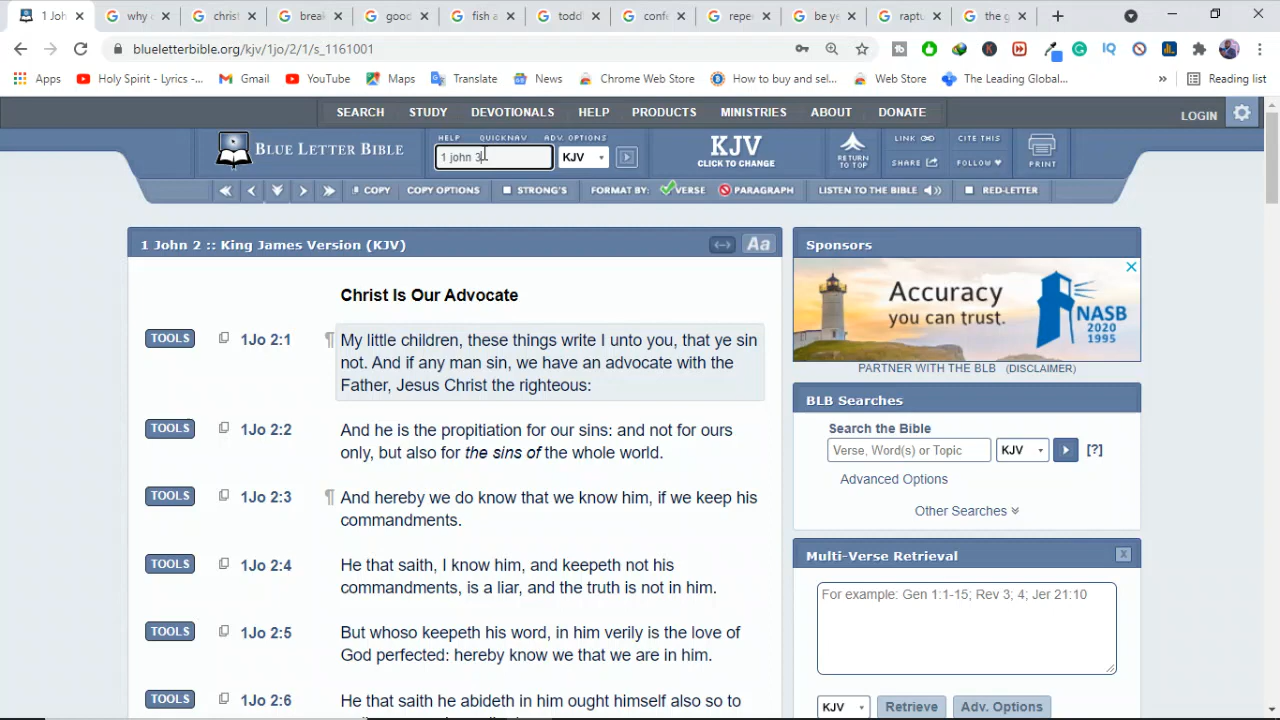 1 Joh
why c
christ
break
good
fish a
toddl
confe
repe
be ye
raptu
the g
blueletterbible.org/kjv/1jo/2/1/s_1161001
Apps
Holy Spirit - Lyrics -...
Gmail
YouTube
Maps
Translate
News
Chrome Web Store
How to buy and sel...
Web Store
The Leading Global...
»
Reading list
SEARCH STUDY DEVOTIONALS HELP PRODUCTS MINISTRIES ABOUT DONATE
LOGIN
BLUE LETTER BIBLE
HELP QUICKNAV ADV. OPTIONS
1 john 3
KJV
KJV
CLICK TO CHANGE
RETURN
TO TOP
LINK
CITE THIS
SHARE
FOLLOW
PRINT
COPY COPY OPTIONS STRONG'S FORMAT BY: VERSE PARAGRAPH LISTEN TO THE BIBLE RED-LETTER
1 John 2 :: King James Version (KJV)
Aa
Christ Is Our Advocate
TOOLS 1Jo 2:1 ¶ My little children, these things write I unto you, that ye sin
not. And if any man sin, we have an advocate with the
Father, Jesus Christ the righteous:
TOOLS 1Jo 2:2 And he is the propitiation for our sins: and not for ours
only, but also for the sins of the whole world.
TOOLS 1Jo 2:3 ¶ And hereby we do know that we know him, if we keep his
commandments.
TOOLS 1Jo 2:4 He that saith, I know him, and keepeth not his
commandments, is a liar, and the truth is not in him.
TOOLS 1Jo 2:5 But whoso keepeth his word, in him verily is the love of
God perfected: hereby know we that we are in him.
TOOLS 1Jo 2:6 He that saith he abideth in him ought himself also so to
Sponsors
Accuracy
you can trust.
NASB
2020
1995
PARTNER WITH THE BLB (DISCLAIMER)
BLB Searches
Search the Bible
Verse, Word(s) or Topic
KJV
[?]
Advanced Options
Other Searches
Multi-Verse Retrieval
X
For example: Gen 1:1-15; Rev 3; 4; Jer 21:10
KJV
Retrieve
Adv. Options